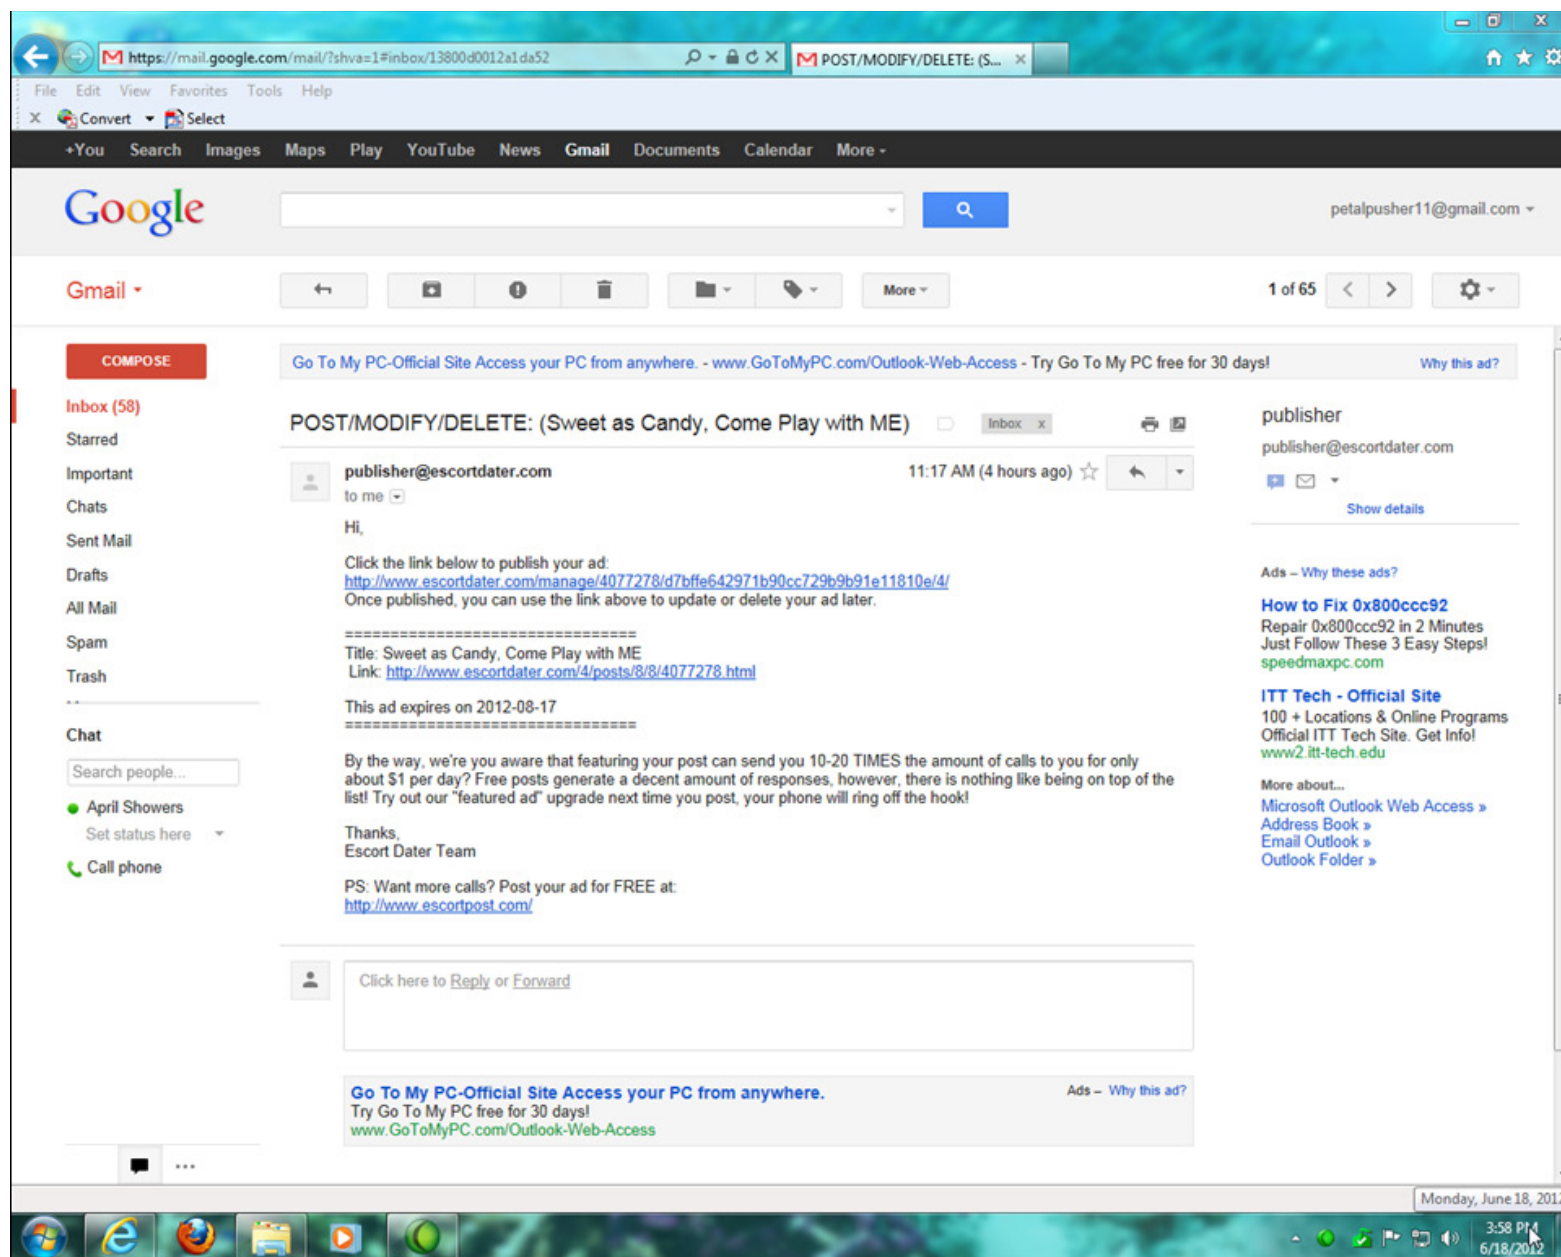 https://mail.google.com/mail/?shva=1#inbox/13800d0012a1da52
POST/MODIFY/DELETE: (S...
File Edit View Favorites Tools Help
X Convert Select
+You Search Images Maps Play YouTube News Gmail Documents Calendar More
Google
petalpusher11@gmail.com
Gmail
More
1 of 65
COMPOSE
Go To My PC-Official Site Access your PC from anywhere. - www.GoToMyPC.com/Outlook-Web-Access - Try Go To My PC free for 30 days!
Why this ad?
Inbox (58)
Starred
Important
Chats
Sent Mail
Drafts
All Mail
Spam
Trash
Chat
Search people...
April Showers
Set status here
Call phone
POST/MODIFY/DELETE: (Sweet as Candy, Come Play with ME)
Inbox x
publisher@escortdater.com
11:17 AM (4 hours ago)
to me
Hi,
Click the link below to publish your ad:
http://www.escortdater.com/manage/4077278/d7bffe642971b90cc729b9b91e11810e/4/
Once published, you can use the link above to update or delete your ad later.
================================
Title: Sweet as Candy, Come Play with ME
Link: http://www.escortdater.com/4/posts/8/8/4077278.html
This ad expires on 2012-08-17
================================
By the way, we're you aware that featuring your post can send you 10-20 TIMES the amount of calls to you for only
about $1 per day? Free posts generate a decent amount of responses, however, there is nothing like being on top of the
list! Try out our "featured ad" upgrade next time you post, your phone will ring off the hook!
Thanks,
Escort Dater Team
PS: Want more calls? Post your ad for FREE at:
http://www.escortpost.com/
Click here to Reply or Forward
Go To My PC-Official Site Access your PC from anywhere.
Ads – Why this ad?
Try Go To My PC free for 30 days!
www.GoToMyPC.com/Outlook-Web-Access
publisher
publisher@escortdater.com
Show details
Ads – Why these ads?
How to Fix 0x800ccc92
Repair 0x800ccc92 in 2 Minutes
Just Follow These 3 Easy Steps!
speedmaxpc.com
ITT Tech - Official Site
100 + Locations & Online Programs
Official ITT Tech Site. Get Info!
www2.itt-tech.edu
More about...
Microsoft Outlook Web Access »
Address Book »
Email Outlook »
Outlook Folder »
Monday, June 18, 2012
3:58 PM
6/18/2012